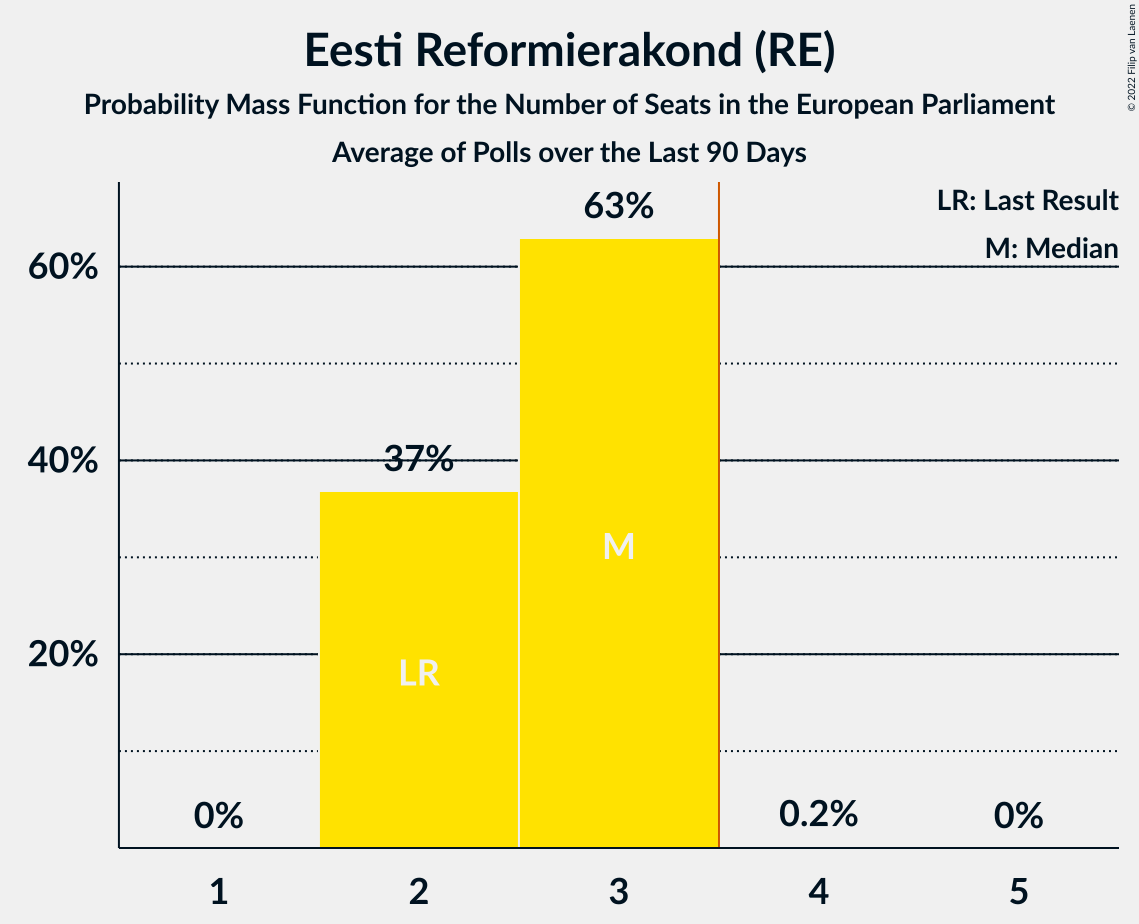 Eesti Reformierakond (RE)
Probability Mass Function for the Number of Seats in the European Parliament
Average of Polls over the Last 90 Days
© 2022 Filip van Laenen
LR: Last Result
M: Median
63%
60%
40%
37%
M
20%
LR
0%
0.2%
0%
1 2 3 4 5